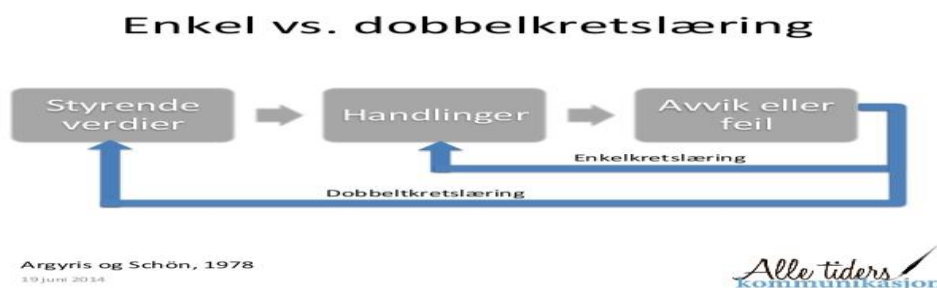 Enkel vs. dobbelkretslæring
Styrende
verdier
Handlinger
Avvik eller
feil
Enkelkretslæring
Dobbeltkretslæring
Argyris og Schön, 1978
19 juni 2014
Alle tiders
kommunikasjon